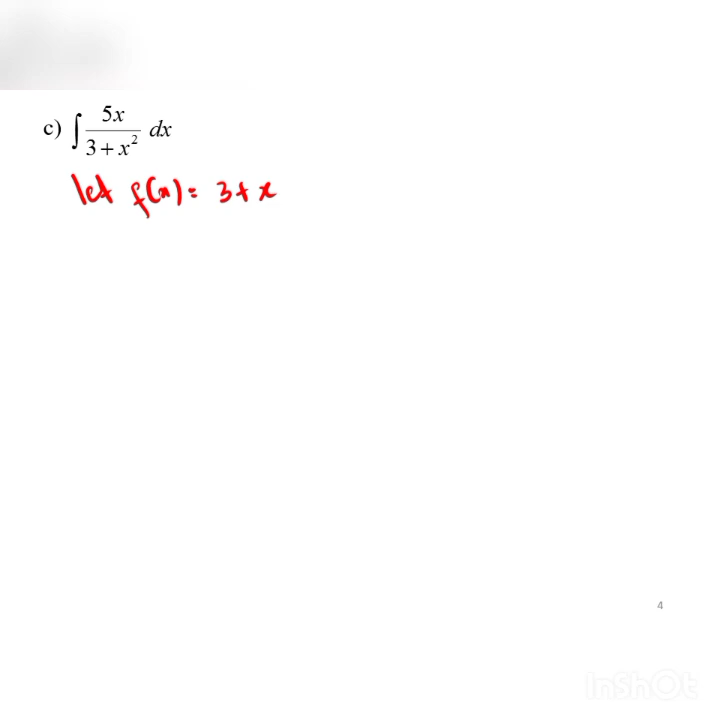 c) ∫ 5x / 3 + x² dx
let f(x) = 3 + x
4
InShOt